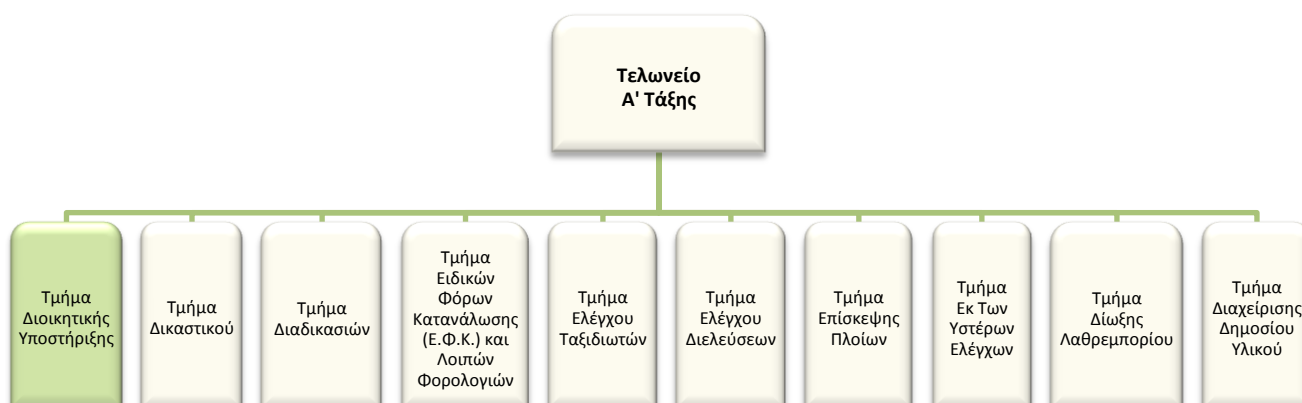 Τελωνείο
Α' Τάξης
Τμήμα
Διοικητικής
Υποστήριξης
Τμήμα
Δικαστικού
Τμήμα
Διαδικασιών
Τμήμα
Ειδικών
Φόρων
Κατανάλωσης
(Ε.Φ.Κ.) και
Λοιπών
Φορολογιών
Τμήμα
Ελέγχου
Ταξιδιωτών
Τμήμα
Ελέγχου
Διελεύσεων
Τμήμα
Επίσκεψης
Πλοίων
Τμήμα
Εκ Των
Υστέρων
Ελέγχων
Τμήμα
Δίωξης
Λαθρεμπορίου
Τμήμα
Διαχείρισης
Δημοσίου
Υλικού